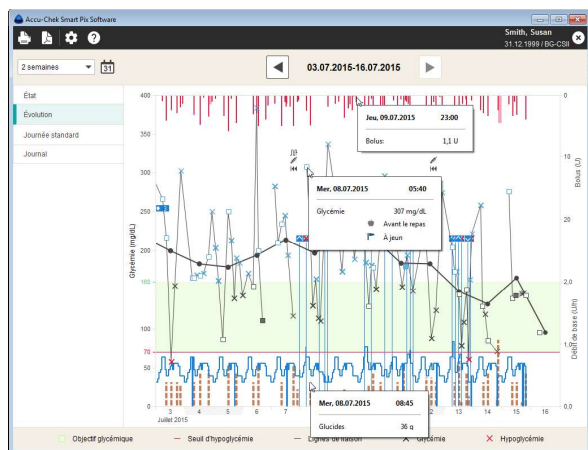 Accu-Chek Smart Pix Software
Smith, Susan
31.12.1999 / BG-CSII
2 semaines
31
03.07.2015-16.07.2015
État
Évolution
Journée standard
Journal
Glycémie (mg/dL)
400
350
300
250
200
150
100
70
50
0
Bolus (U)
0
10
20
Débit de base (U/h)
2,0
1,0
0,0
Jeu, 09.07.2015 23:00
Bolus: 1,1 U
Mer, 08.07.2015 05:40
Glycémie 307 mg/dL
Avant le repas
À jeun
Mer, 08.07.2015 08:45
Glucides 36 g
3 4 5 6 7 11 12 13 14 15 16
Juillet 2015
Objectif glycémique
Seuil d'hypoglycémie
Lignes de liaison
Glycémie
Hypoglycémie